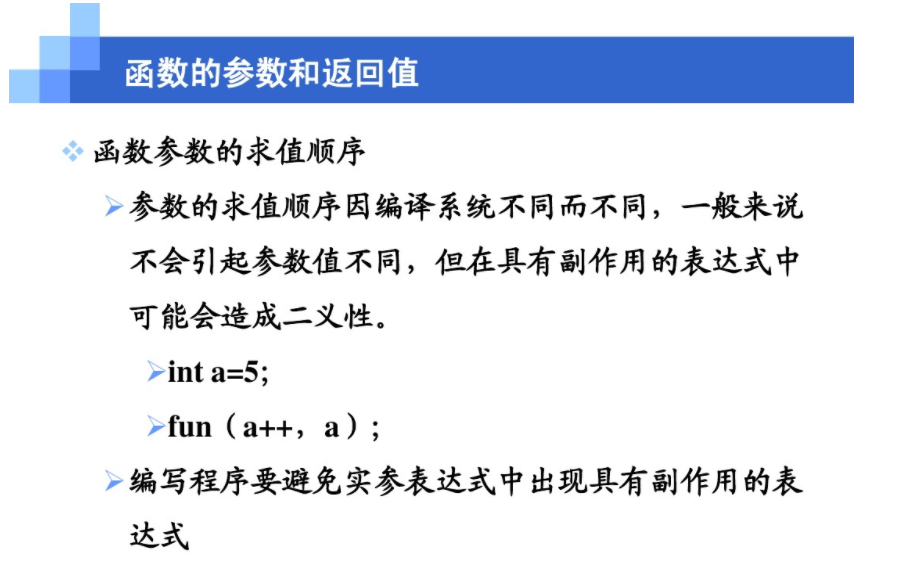 函数的参数和返回值
函数参数的求值顺序
参数的求值顺序因编译系统不同而不同，一般来说
不会引起参数值不同，但在具有副作用的表达式中
可能会造成二义性。
int a=5;
fun（a++，a）;
编写程序要避免实参表达式中出现具有副作用的表
达式